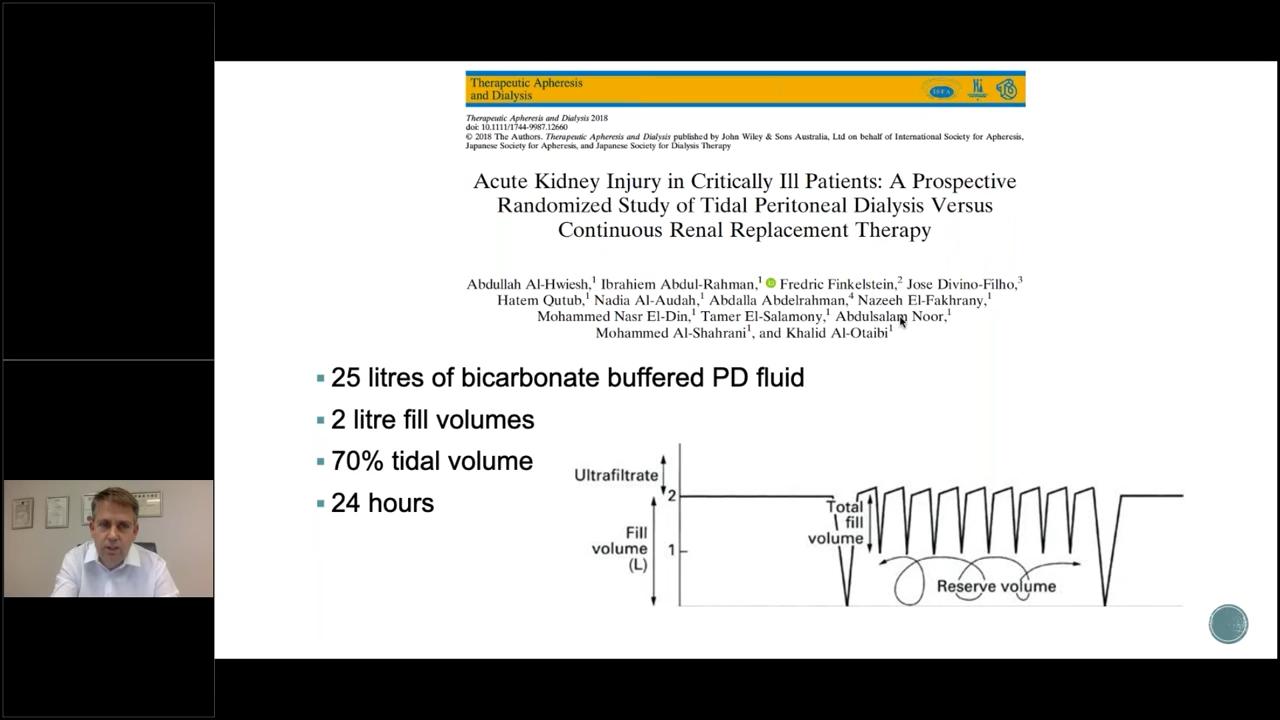 Therapeutic Apheresis
and Dialysis
ISFA
Therapeutic Apheresis and Dialysis 2018
doi: 10.1111/1744-9987.12660
© 2018 The Authors. Therapeutic Apheresis and Dialysis published by John Wiley & Sons Australia, Ltd on behalf of International Society for Apheresis,
Japanese Society for Apheresis, and Japanese Society for Dialysis Therapy
Acute Kidney Injury in Critically Ill Patients: A Prospective
Randomized Study of Tidal Peritoneal Dialysis Versus
Continuous Renal Replacement Therapy
Abdullah Al-Hwiesh,1 Ibrahiem Abdul-Rahman,1 iD Fredric Finkelstein,2 Jose Divino-Filho,3
Hatem Qutub,1 Nadia Al-Audah,1 Abdalla Abdelrahman,4 Nazeeh El-Fakhrany,1
Mohammed Nasr El-Din,1 Tamer El-Salamony,1 Abdulsalam Noor,1
Mohammed Al-Shahrani1, and Khalid Al-Otaibi1
▪ 25 litres of bicarbonate buffered PD fluid
▪ 2 litre fill volumes
▪ 70% tidal volume
▪ 24 hours
Ultrafiltrate
2
Fill
volume
(L)
1
Total
fill
volume
Reserve volume